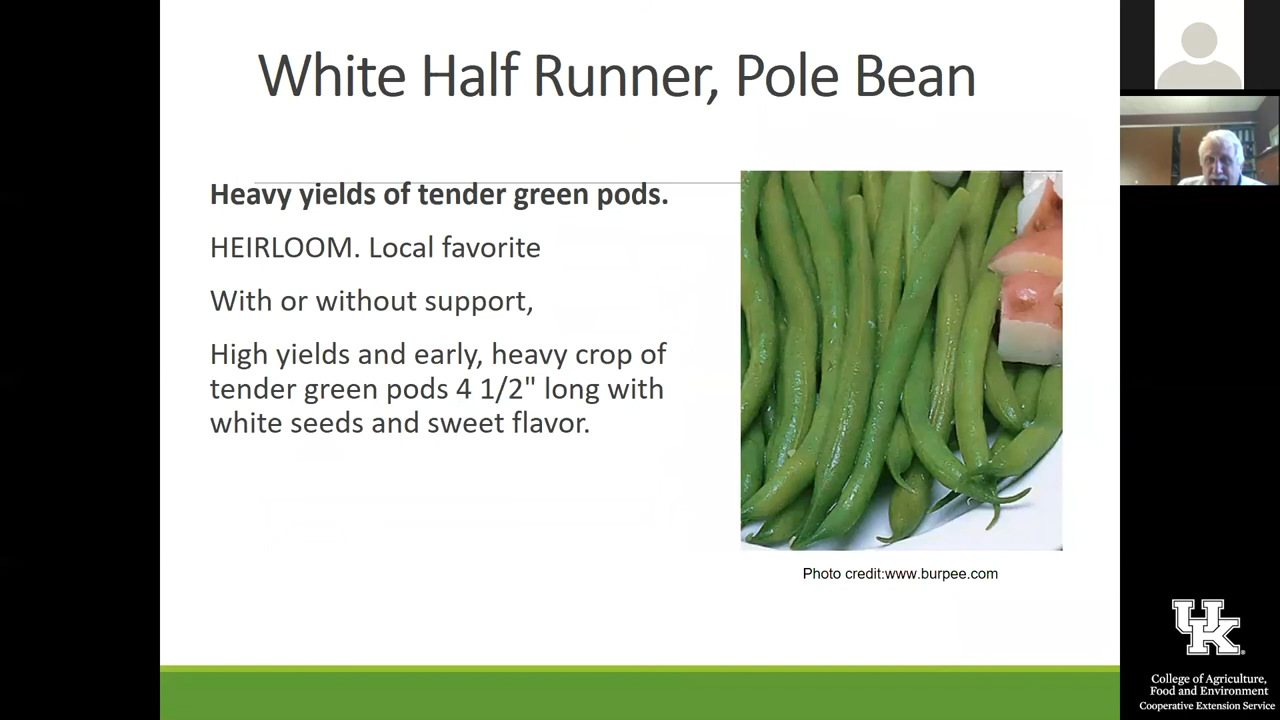 White Half Runner, Pole Bean
Heavy yields of tender green pods.
HEIRLOOM. Local favorite
With or without support,
High yields and early, heavy crop of
tender green pods 4 1/2" long with
white seeds and sweet flavor.
Photo credit:www.burpee.com
UK
College of Agriculture,
Food and Environment
Cooperative Extension Service